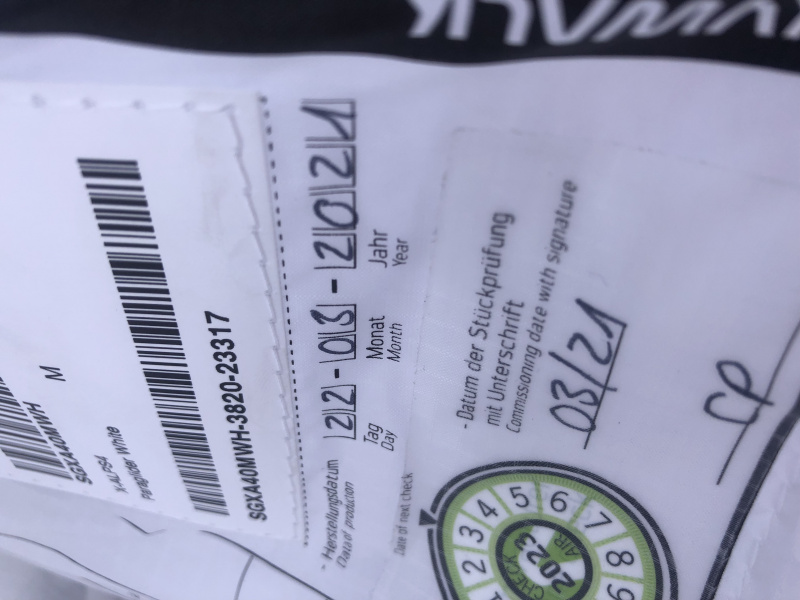 SGXA40MWH
M
X-ALPS4
Paraglider White
SGXA40MWH-3820-23317
- Herstellungsdatum
Data of production
22-03-2021
Tag Monat Jahr
Day Month Year
- Datum der Stückprüfung
mit Unterschrift
Commissioning date with signature
03/21
CP
Date of next check
1 2 3 4 5 6 7 8 9
CHECK
2023
AIR